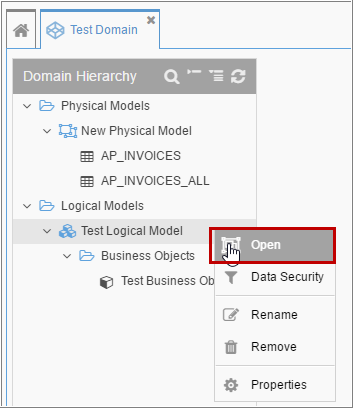 Test Domain
Domain Hierarchy
Physical Models
New Physical Model
AP_INVOICES
AP_INVOICES_ALL
Logical Models
Test Logical Model
Open
Business Objects
Data Security
Test Business Ob
Rename
Remove
Properties